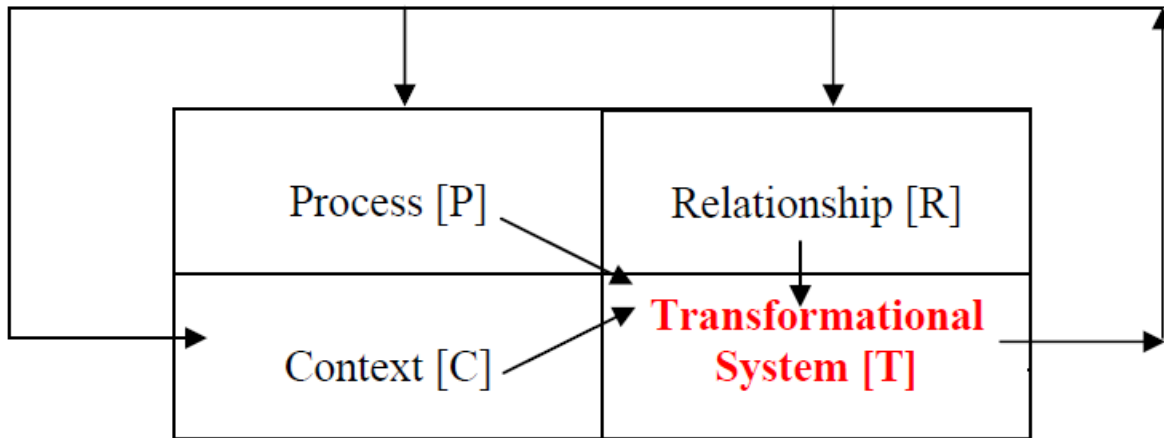 Process [P]
Relationship [R]
Context [C]
Transformational
System [T]